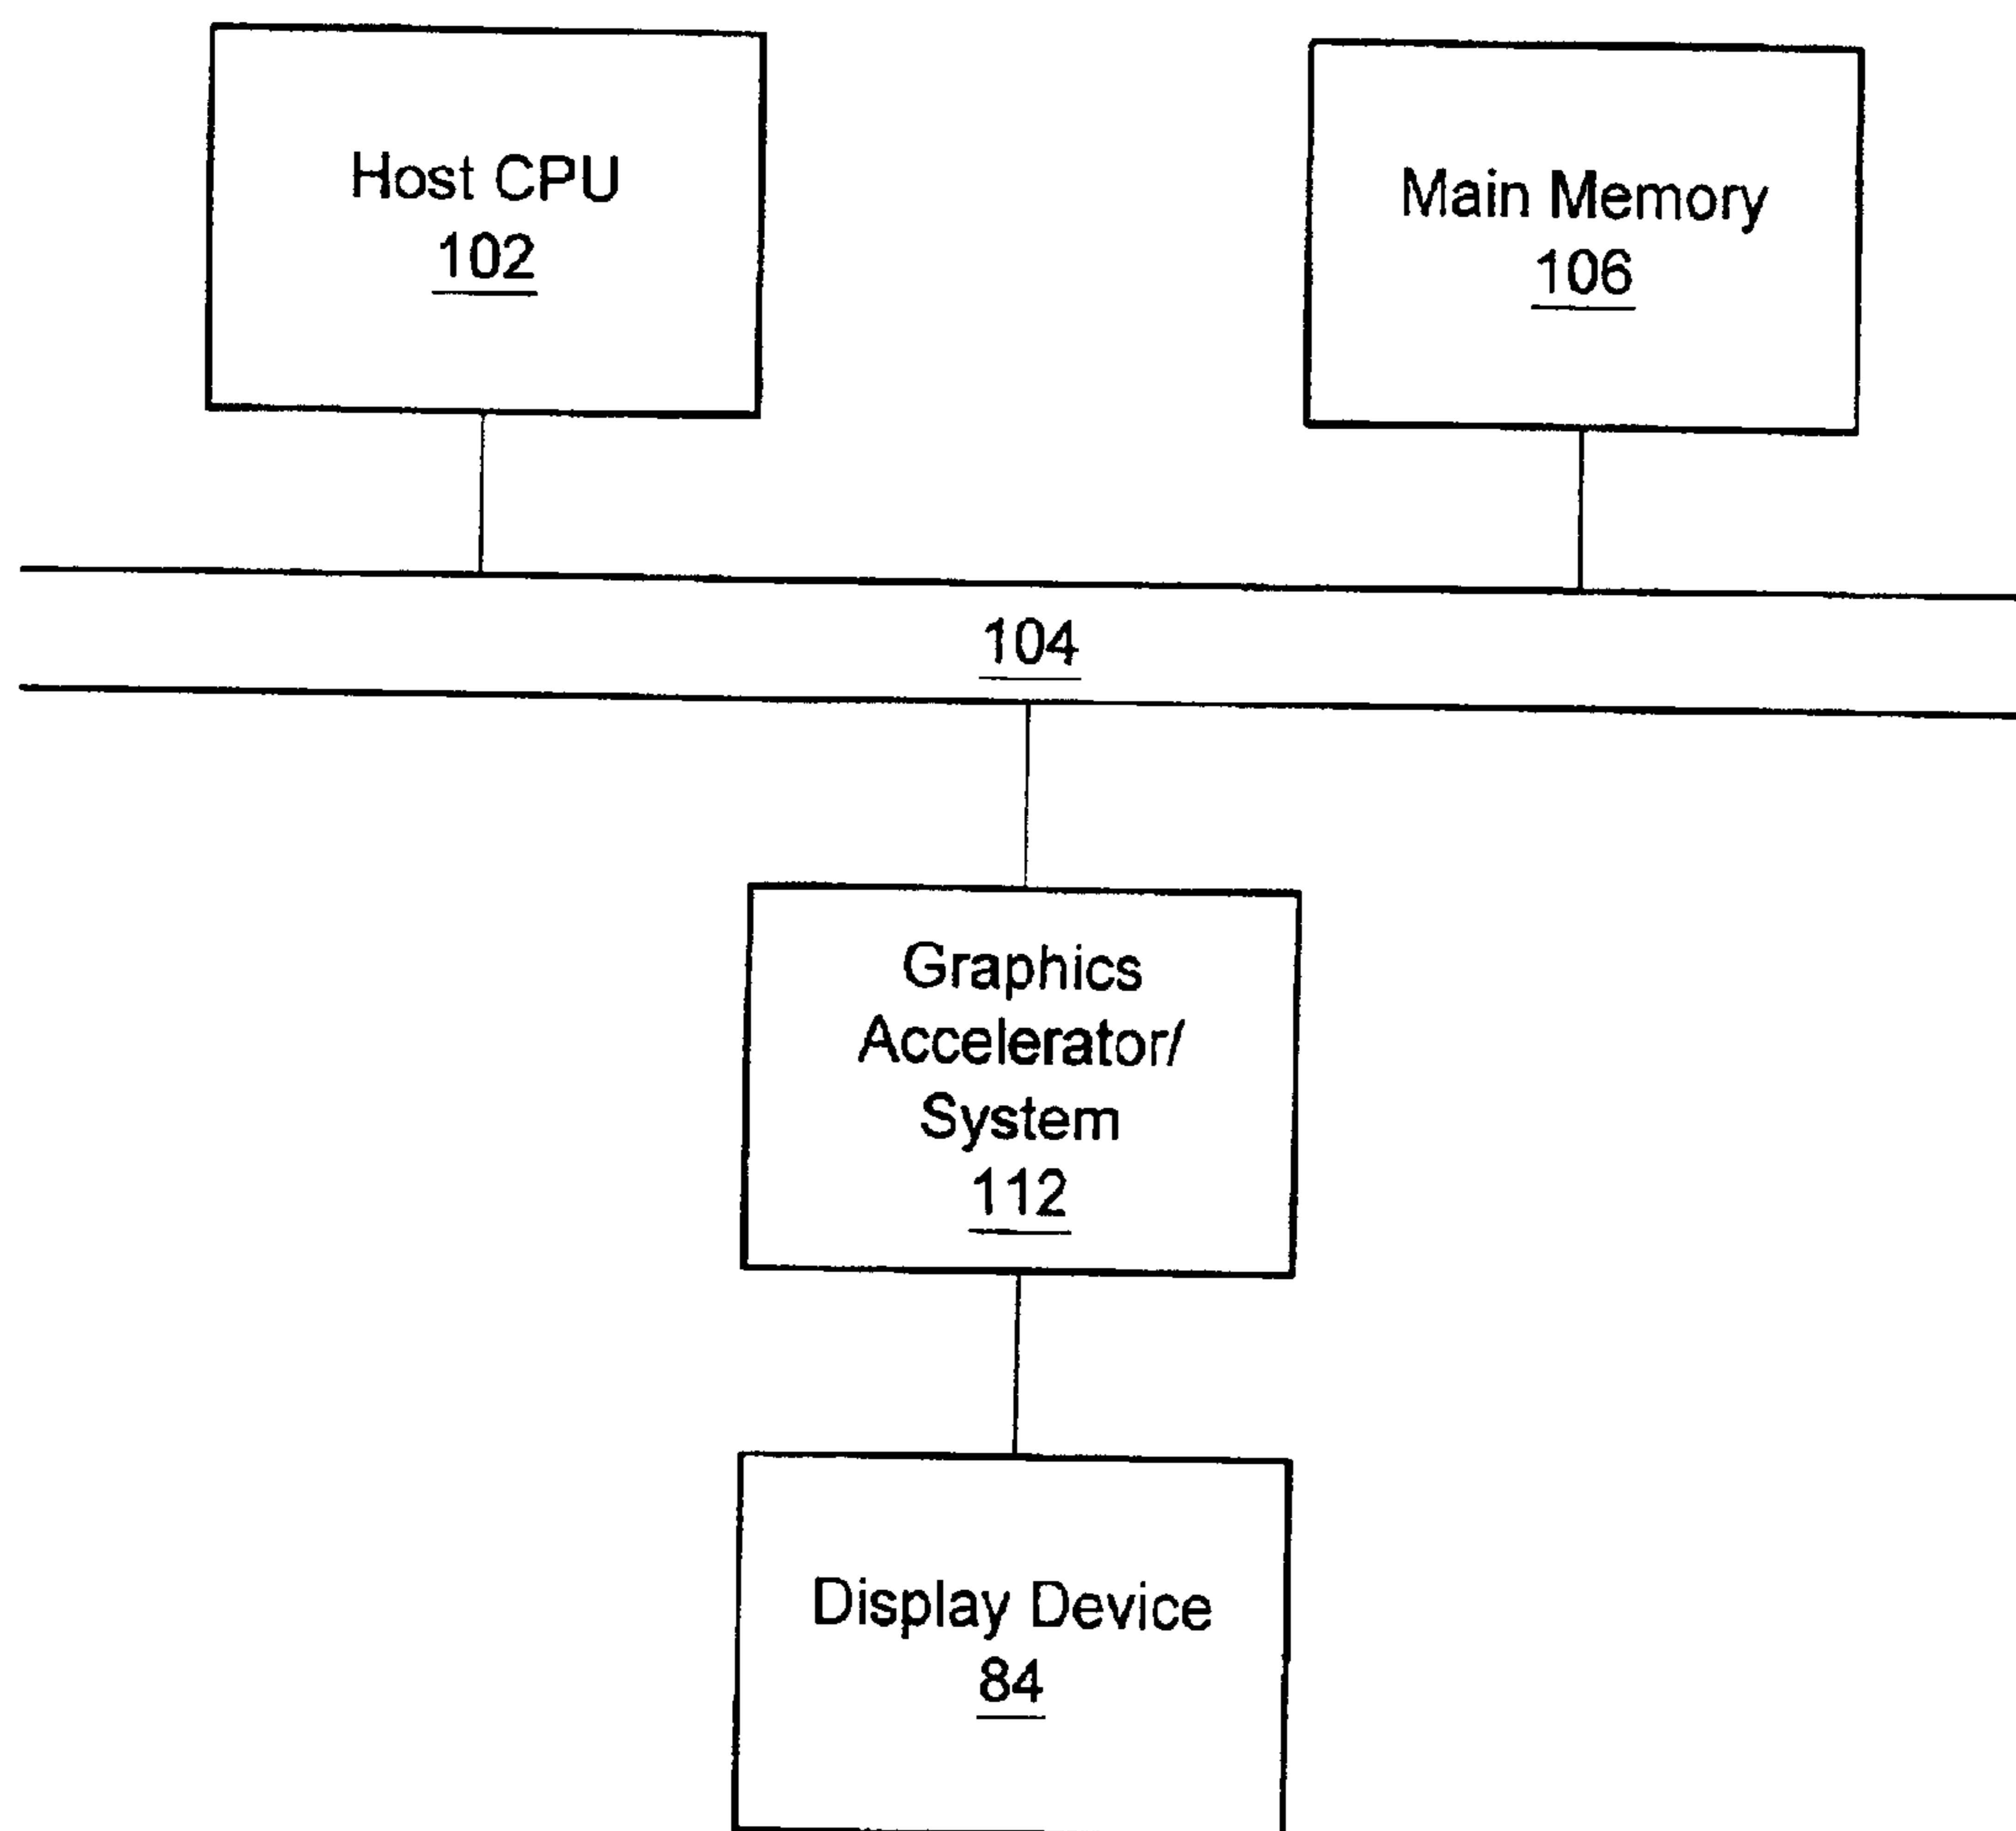 Host CPU
102
Main Memory
106
104
Graphics
Accelerator/
System
112
Display Device
84